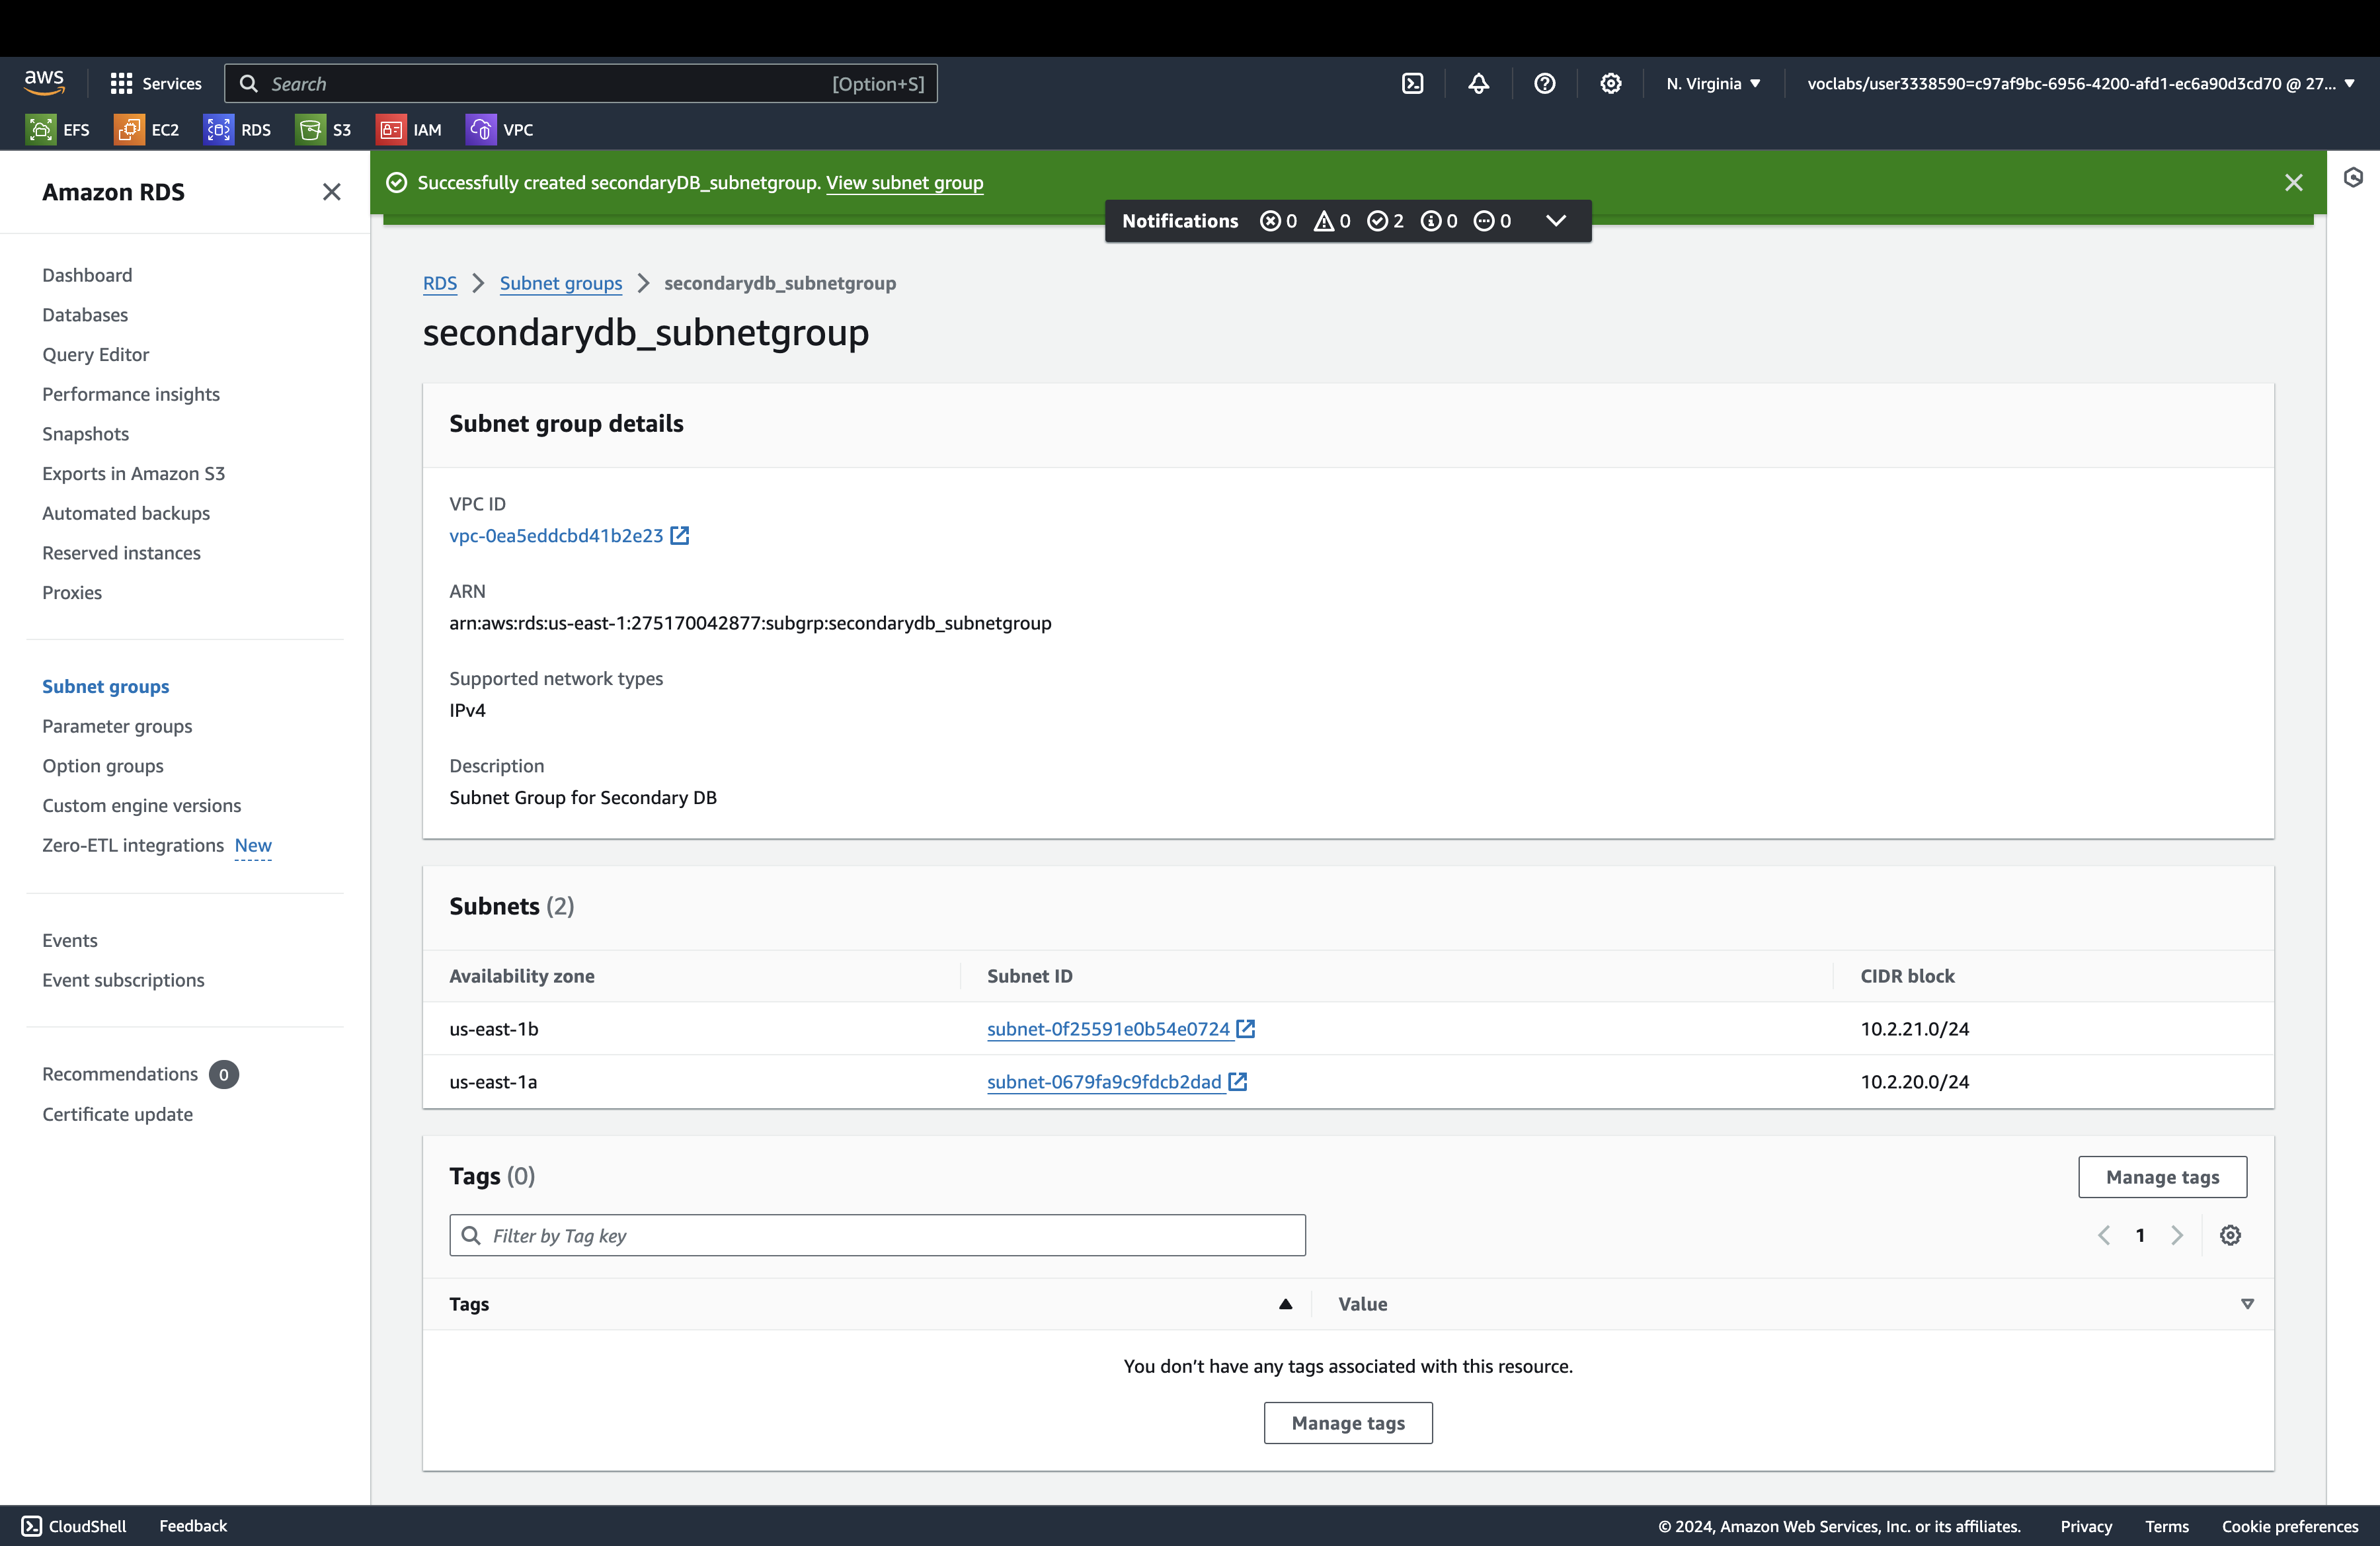 aws
Services
Search
[Option+S]
N. Virginia
voclabs/user3338590=c97af9bc-6956-4200-afd1-ec6a90d3cd70 @ 27...
EFS
EC2
RDS
S3
IAM
VPC
Amazon RDS
Dashboard
Databases
Query Editor
Performance insights
Snapshots
Exports in Amazon S3
Automated backups
Reserved instances
Proxies
Subnet groups
Parameter groups
Option groups
Custom engine versions
Zero-ETL integrations New
Events
Event subscriptions
Recommendations 0
Certificate update
Successfully created secondaryDB_subnetgroup. View subnet group
Notifications 0 0 2 0 0
RDS Subnet groups secondarydb_subnetgroup
secondarydb_subnetgroup
Subnet group details
VPC ID
vpc-0ea5eddcbd41b2e23
ARN
arn:aws:rds:us-east-1:275170042877:subgrp:secondarydb_subnetgroup
Supported network types
IPv4
Description
Subnet Group for Secondary DB
Subnets (2)
Availability zone Subnet ID CIDR block
us-east-1b subnet-0f25591e0b54e0724 10.2.21.0/24
us-east-1a subnet-0679fa9c9fdcb2dad 10.2.20.0/24
Tags (0)
Manage tags
Filter by Tag key
1
Tags Value
You don't have any tags associated with this resource.
Manage tags
CloudShell Feedback
© 2024, Amazon Web Services, Inc. or its affiliates. Privacy Terms Cookie preferences